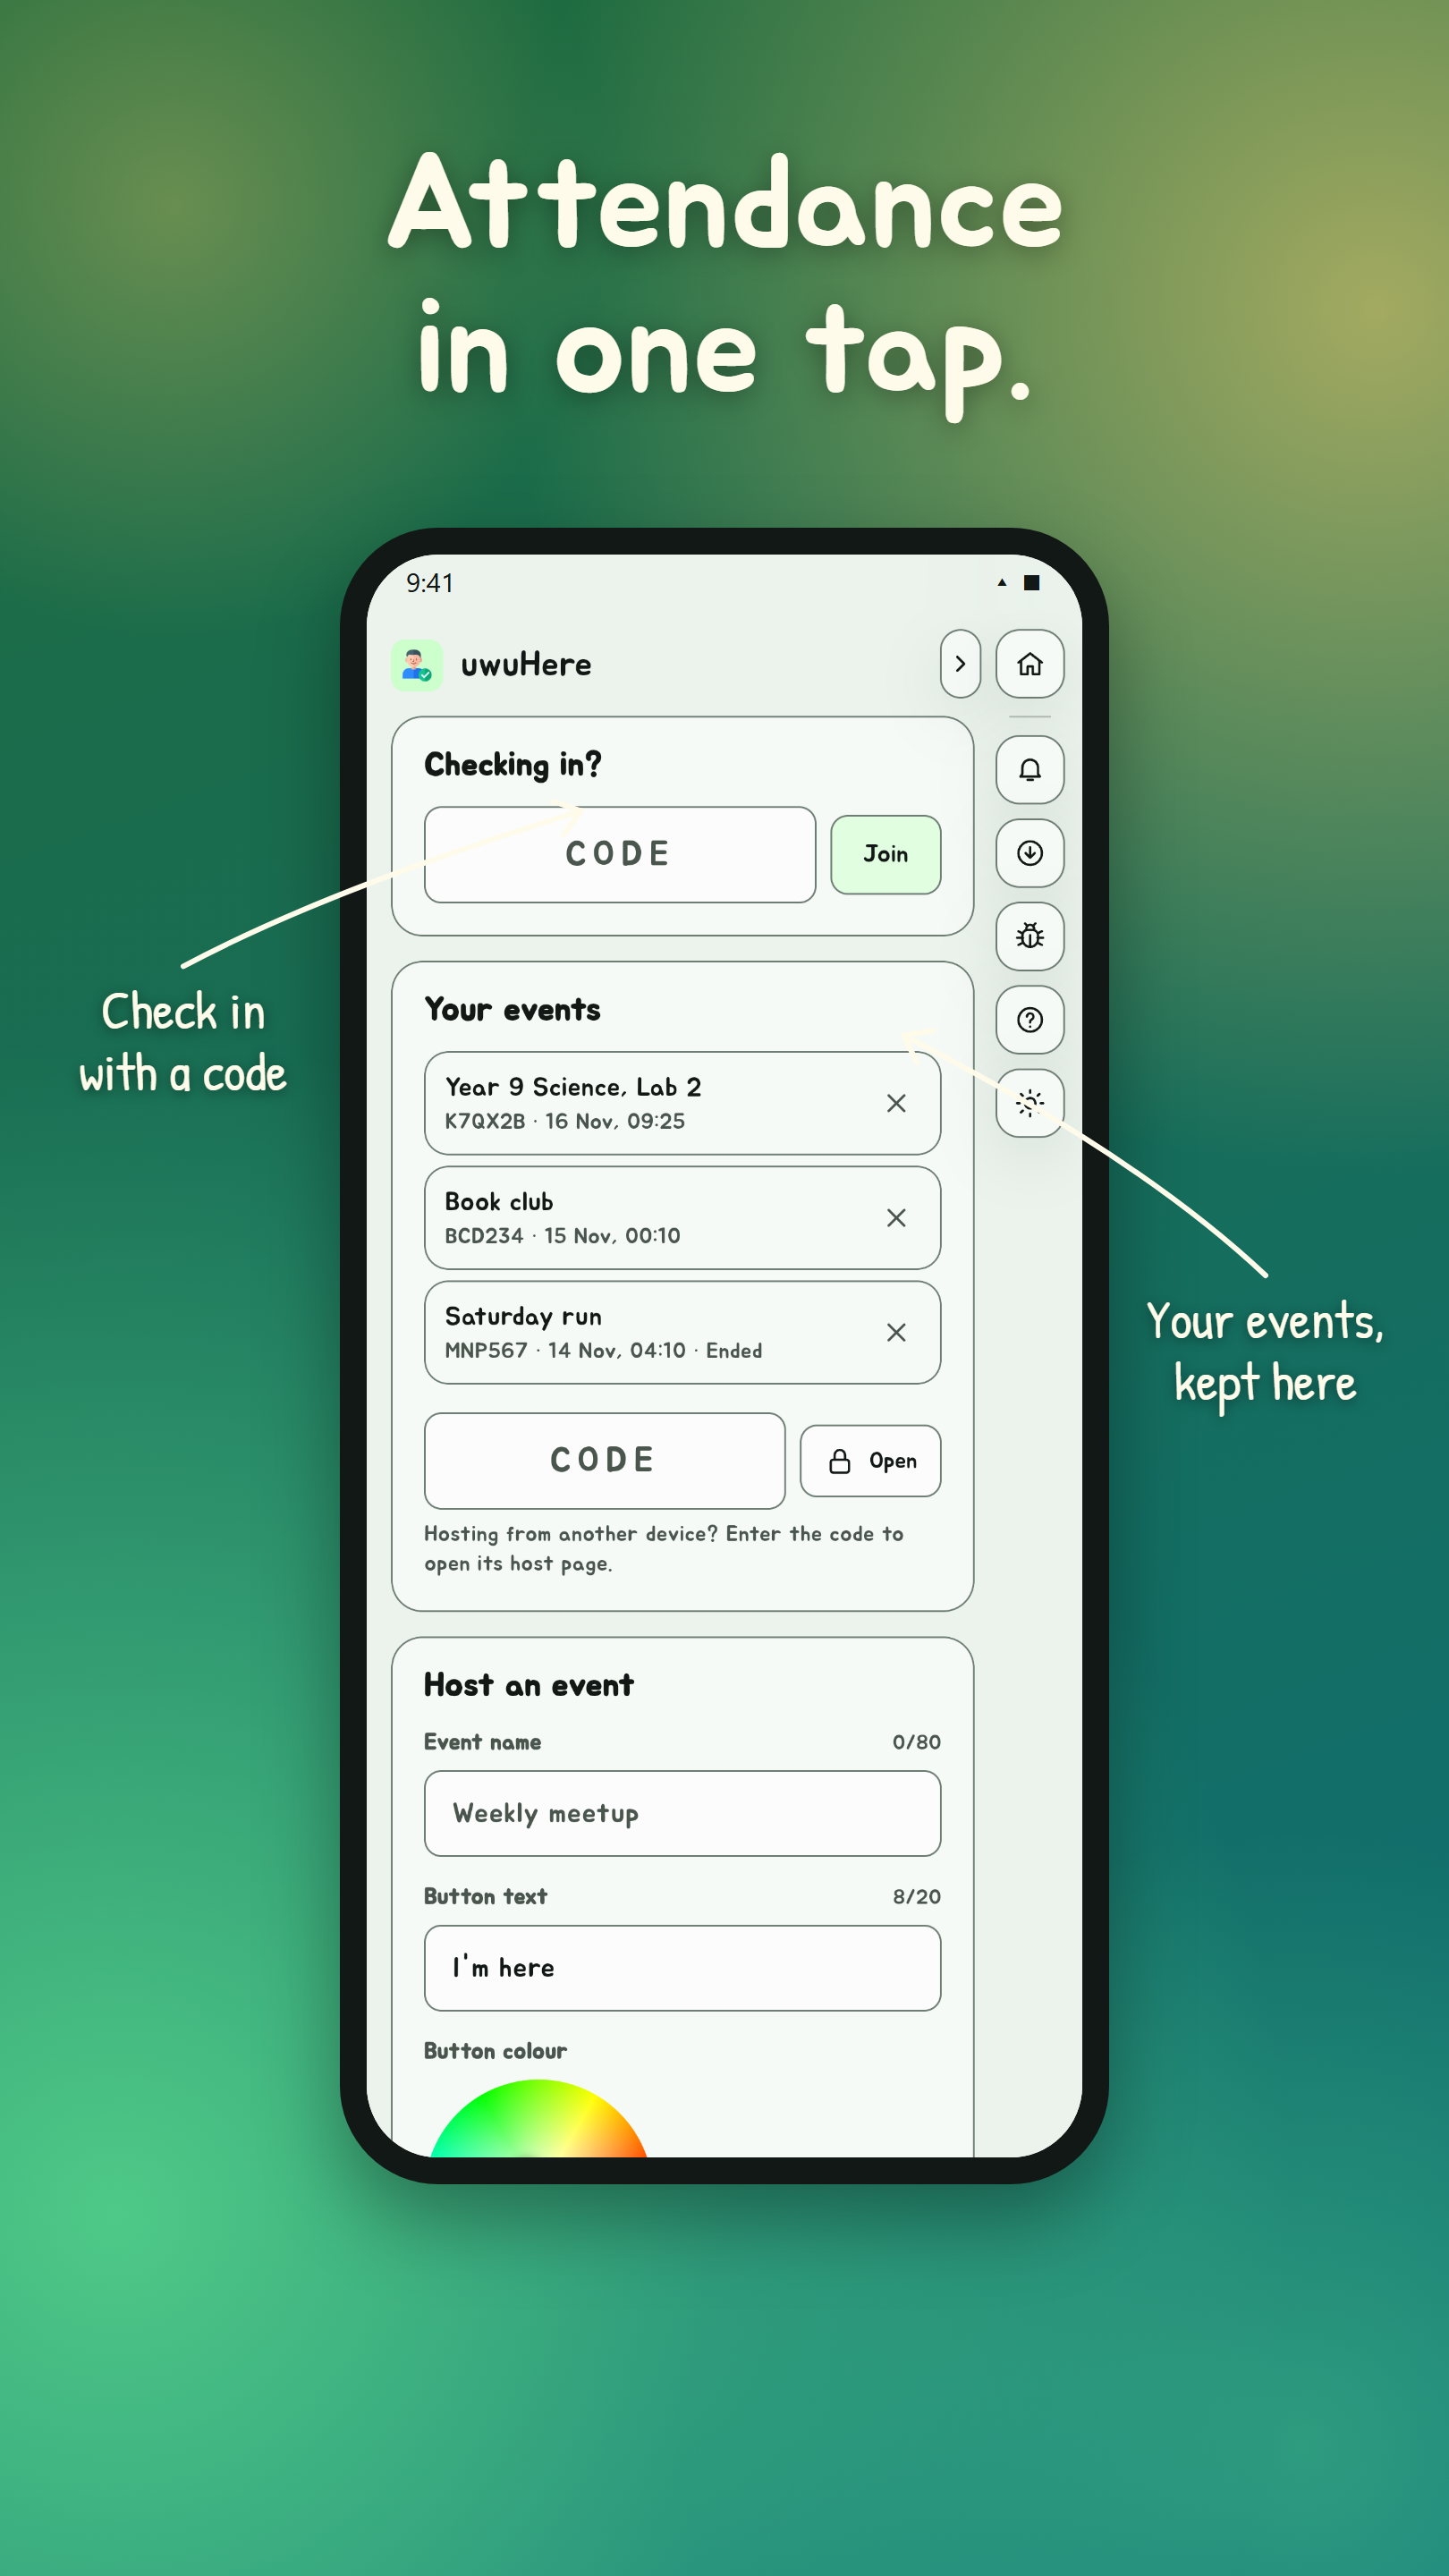 Attendance
in one tap.
9:41
uwuHere
Checking in?
CODE
Join
Check in
with a code
Your events
Year 9 Science, Lab 2
K7QX2B · 16 Nov, 09:25
Book club
BCD234 · 15 Nov, 00:10
Saturday run
MNP567 · 14 Nov, 04:10 · Ended
Your events,
kept here
CODE
Open
Hosting from another device? Enter the code to
open its host page.
Host an event
Event name
0/80
Weekly meetup
Button text
8/20
I'm here
Button colour